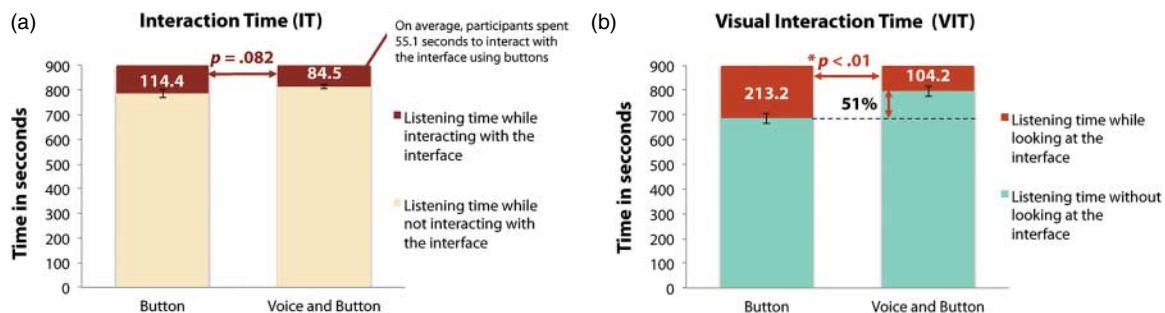 (a)
Interaction Time (IT)
On average, participants spent
55.1 seconds to interact with
the interface using buttons
p = .082
900
800
700
600
500
400
300
200
100
0
Time in secconds
114.4
84.5
Listening time while
interacting with the
interface
Listening time while
not interacting with
the interface
Button
Voice and Button
(b)
Visual Interaction Time (VIT)
* p < .01
900
800
700
600
500
400
300
200
100
0
Time in secconds
213.2
104.2
51%
Listening time while
looking at the
interface
Listening time without
looking at the
interface
Button
Voice and Button